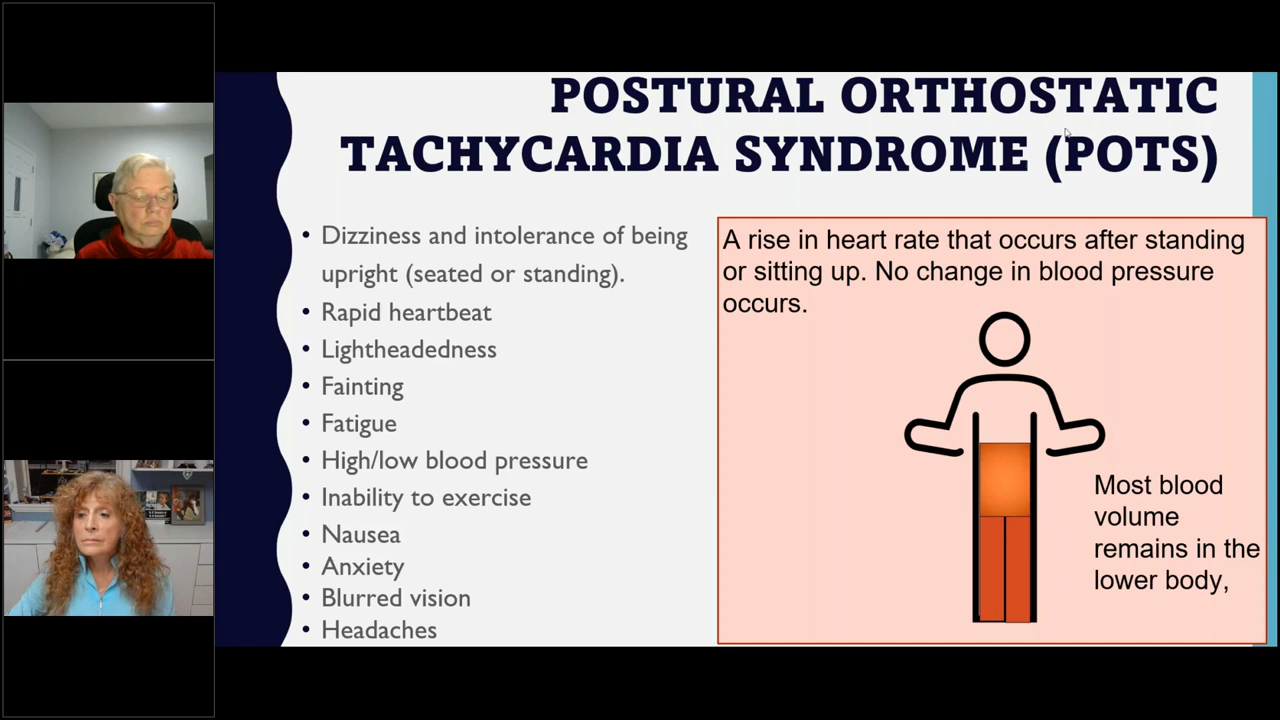 POSTURAL ORTHOSTATIC
TACHYCARDIA SYNDROME (POTS)
• Dizziness and intolerance of being
upright (seated or standing).
• Rapid heartbeat
• Lightheadedness
• Fainting
• Fatigue
• High/low blood pressure
• Inability to exercise
• Nausea
• Anxiety
• Blurred vision
• Headaches
A rise in heart rate that occurs after standing
or sitting up. No change in blood pressure
occurs.
Most blood
volume
remains in the
lower body,